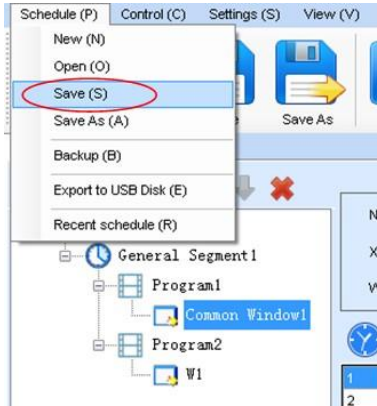 Schedule (P) Control (C) Settings (S) View (V)
New (N)
Open (O)
Save (S)
Save As (A)
Save As
Backup (B)
Export to USB Disk (E)
Recent schedule (R)
General Segment1
Program1
Common Window1
Program2
W1
N
X
W
1
2